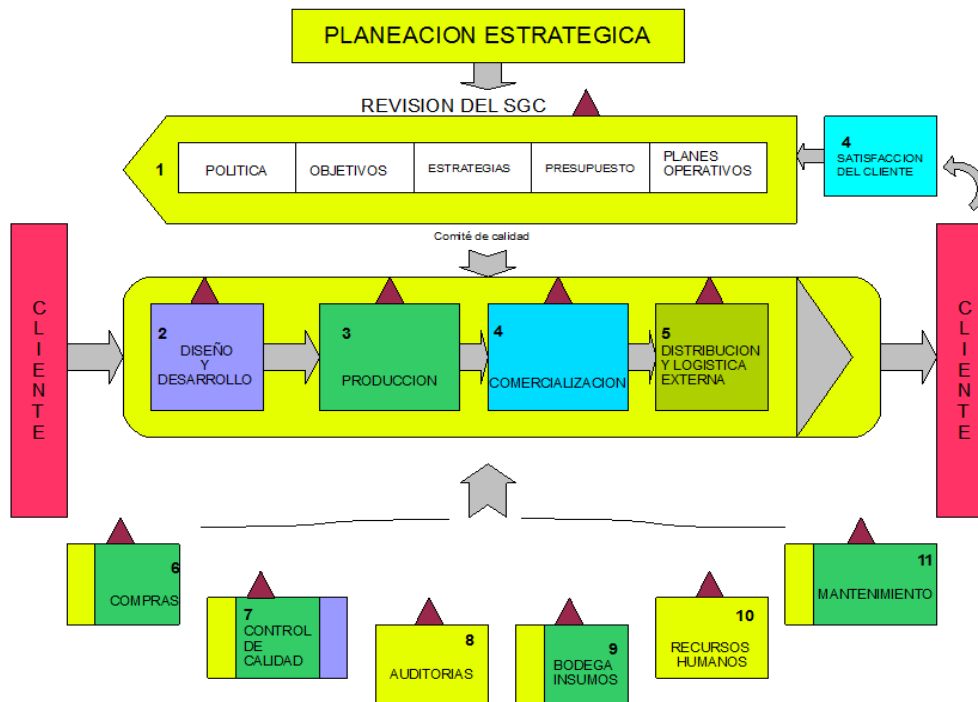 PLANEACION ESTRATEGICA
REVISION DEL SGC
1
POLITICA
OBJETIVOS
ESTRATEGIAS
PRESUPUESTO
PLANES
OPERATIVOS
4
SATISFACCION
DEL CLIENTE
Comité de calidad
CLIENTE
2
DISEÑO
Y
DESARROLLO
3
PRODUCCION
4
COMERCIALIZACION
5
DISTRIBUCION
Y LOGISTICA
EXTERNA
CLIENTE
6
COMPRAS
7
CONTROL
DE
CALIDAD
8
AUDITORIAS
9
BODEGA
INSUMOS
10
RECURSOS
HUMANOS
11
MANTENIMIENTO